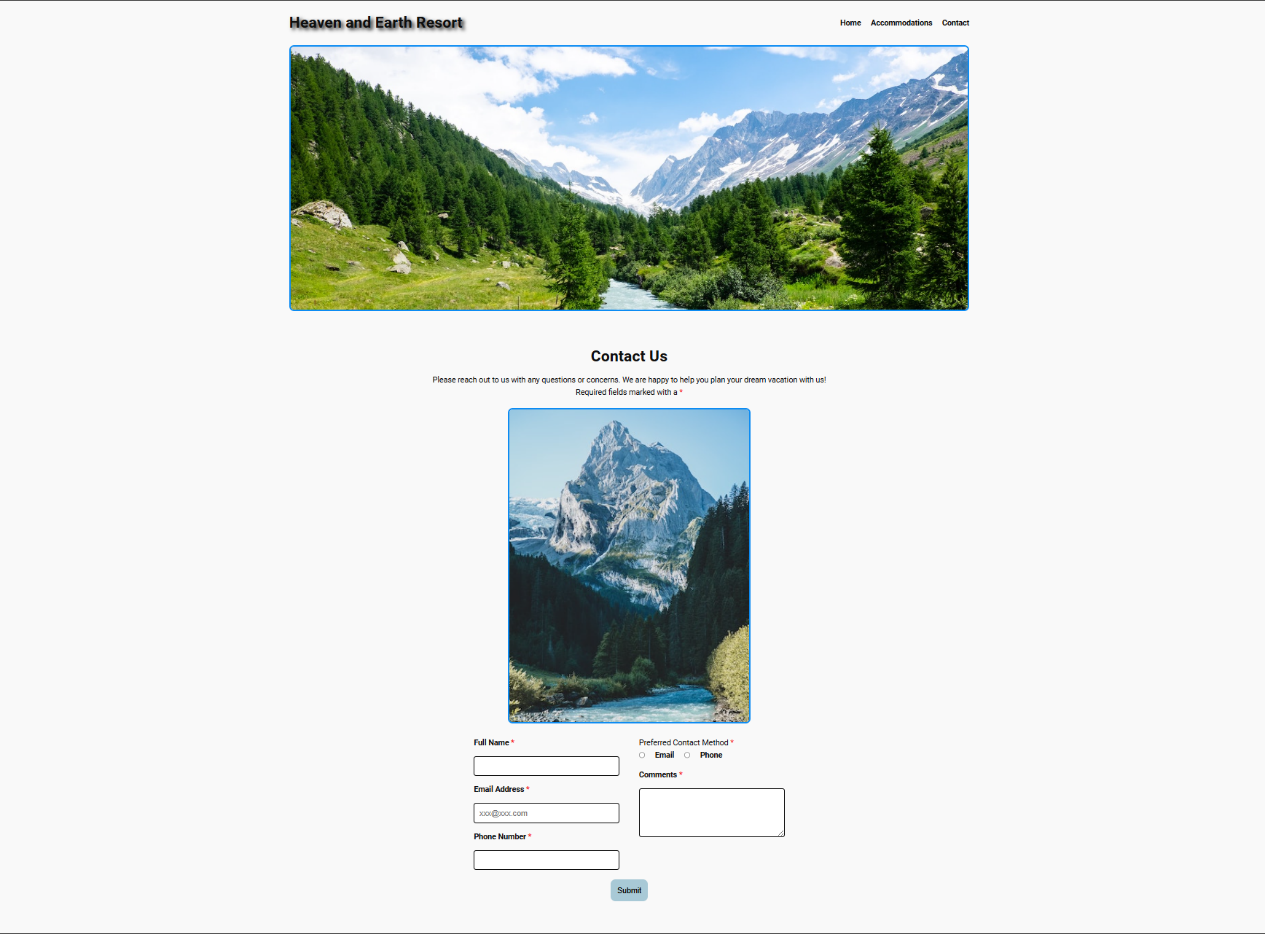 Heaven and Earth Resort
Home Accommodations Contact
Contact Us
Please reach out to us with any questions or concerns. We are happy to help you plan your dream vacation with us!
Required fields marked with a *
Full Name *
Email Address *
xxx@xxx.com
Phone Number *
Preferred Contact Method *
Email Phone
Comments *
Submit